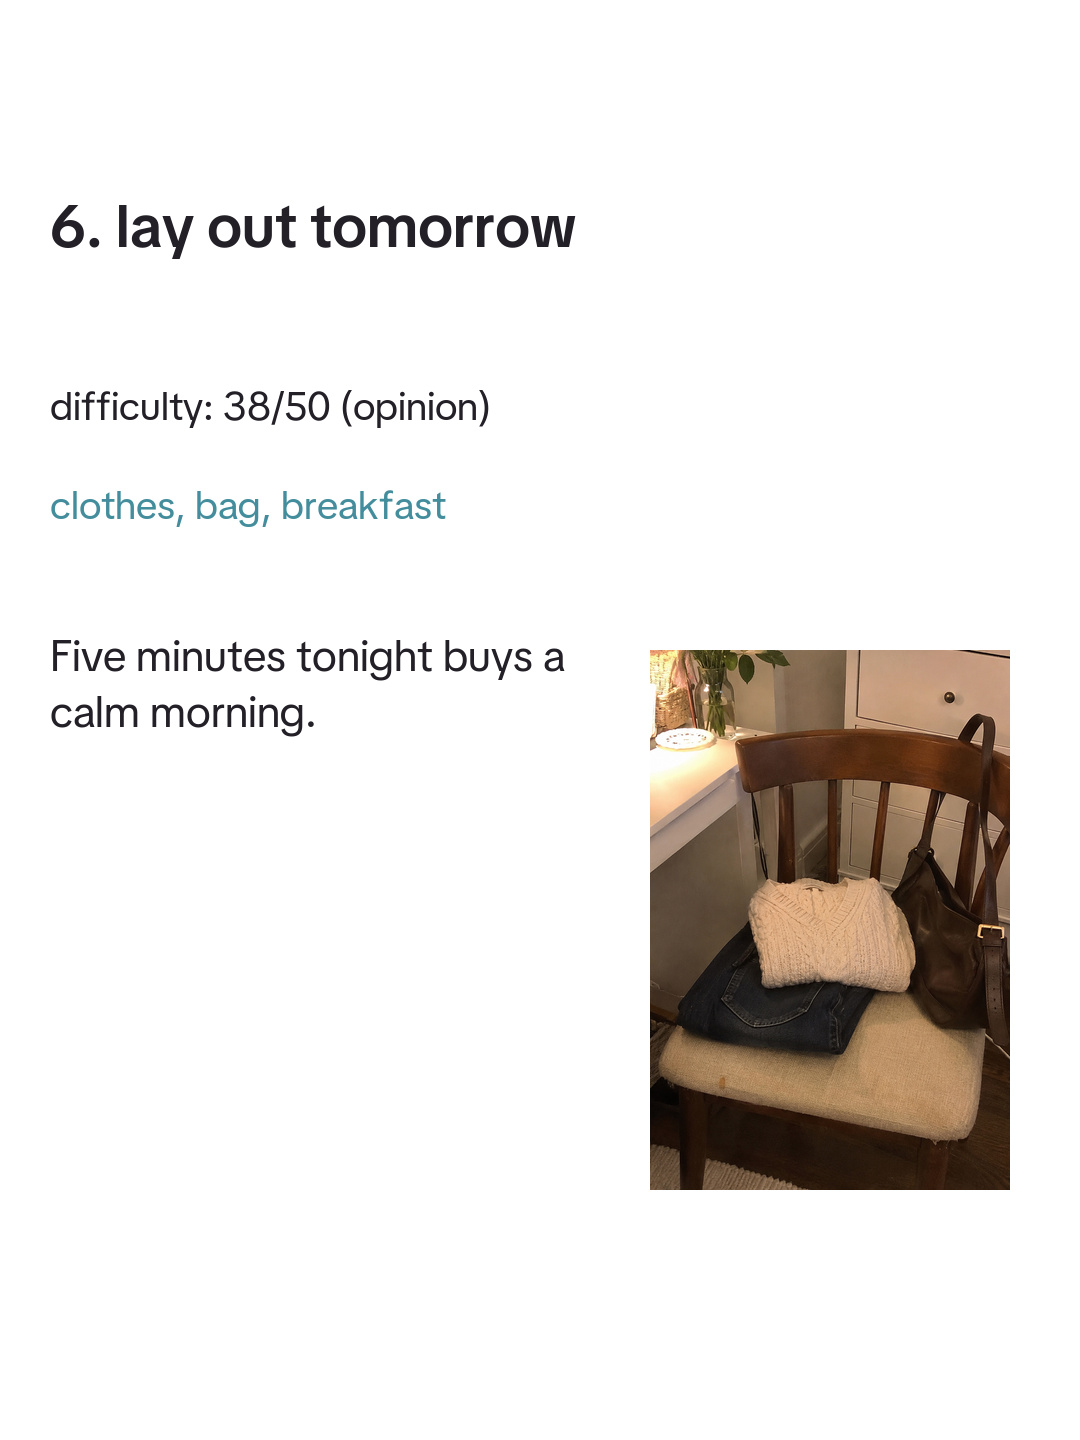 6. lay out tomorrow
difficulty: 38/50 (opinion)
clothes, bag, breakfast
Five minutes tonight buys a
calm morning.